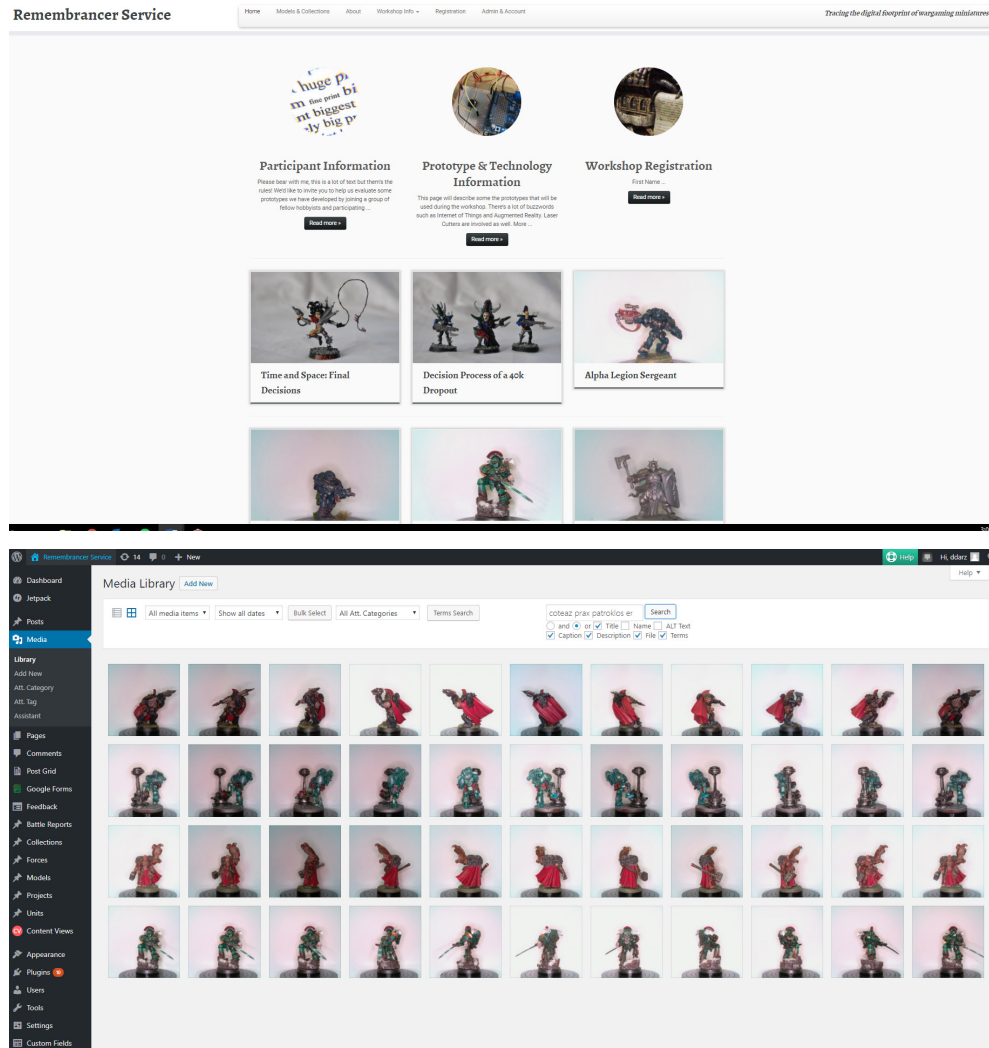 Remembrancer Service
Home Models & Collections About Workshop Info Registration Admin & Account
Tracing the digital footprint of wargaming miniatures
huge
fine print
nt biggest
ly big pr
Participant Information
Please bear with me, this is a lot of text but them's the
rules! We'd like to invite you to help us evaluate some
prototypes we have developed by joining a group of
fellow hobbyists and participating ...
Read more »
Prototype & Technology
Information
This page will describe some the prototypes that will be
used during the workshop. There's a lot of buzzwords
such as Internet of Things and Augmented Reality. Laser
Cutters are involved as well. More ...
Read more »
Workshop Registration
First Name ...
Read more »
Time and Space: Final
Decisions
Decision Process of a 40k
Dropout
Alpha Legion Sergeant
Remembrancer Service 14 0 + New
Help Hi, ddarz
Dashboard
Jetpack
Posts
Media
Library
Add New
Att. Category
Att. Tag
Assistant
Pages
Comments
Post Grid
Google Forms
Feedback
Battle Reports
Collections
Forces
Models
Projects
Units
CV Content Views
Appearance
Plugins 10
Users
Tools
Settings
Custom Fields
Media Library Add New
Help
All media items Show all dates Bulk Select All Att. Categories Terms Search
coteaz prax patroklos er Search
and or Title Name ALT Text
Caption Description File Terms